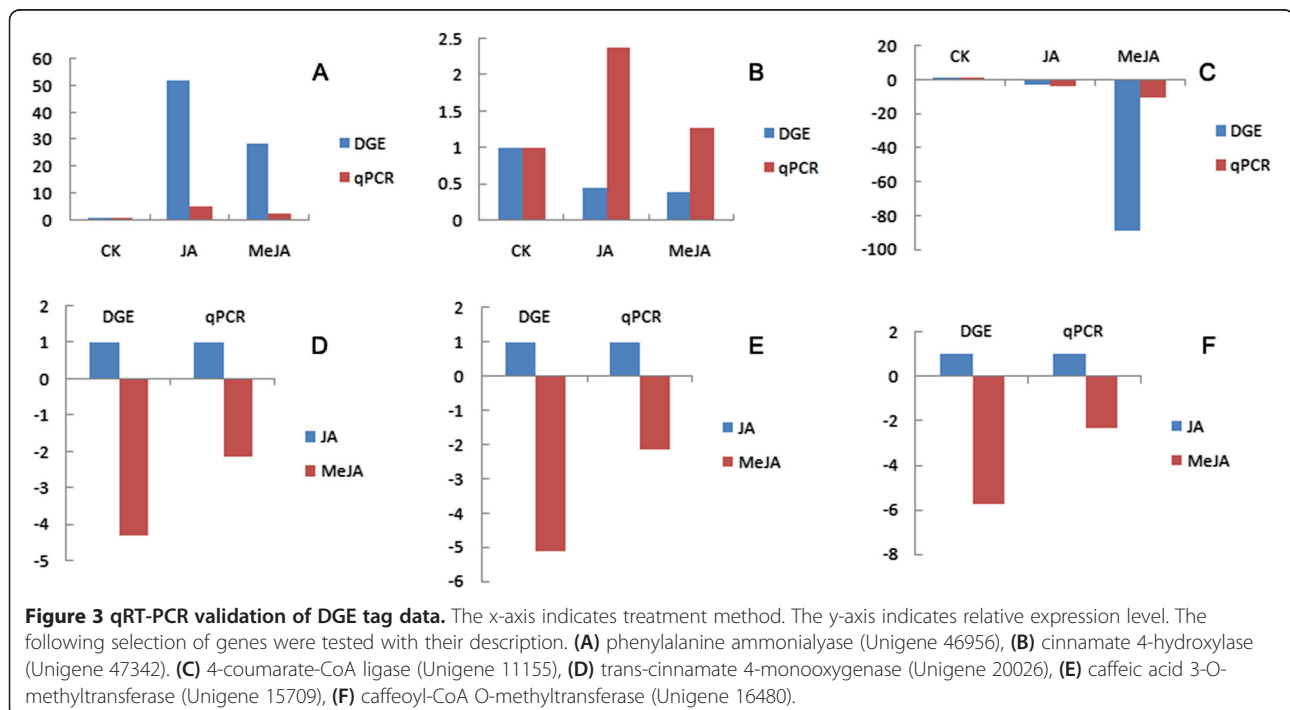 60
50
40
30
20
10
0
CK JA MeJA
A
DGE
qPCR
2.5
2
1.5
1
0.5
0
CK JA MeJA
B
DGE
qPCR
20
0
-20
-40
-60
-80
-100
CK JA MeJA
C
DGE
qPCR
2
1
0
-1
-2
-3
-4
-5
DGE qPCR
D
JA
MeJA
2
1
0
-1
-2
-3
-4
-5
-6
DGE qPCR
E
JA
MeJA
2
0
-2
-4
-6
-8
DGE qPCR
F
JA
MeJA
Figure 3 qRT-PCR validation of DGE tag data. The x-axis indicates treatment method. The y-axis indicates relative expression level. The
following selection of genes were tested with their description. (A) phenylalanine ammonialyase (Unigene 46956), (B) cinnamate 4-hydroxylase
(Unigene 47342). (C) 4-coumarate-CoA ligase (Unigene 11155), (D) trans-cinnamate 4-monooxygenase (Unigene 20026), (E) caffeic acid 3-O-
methyltransferase (Unigene 15709), (F) caffeoyl-CoA O-methyltransferase (Unigene 16480).